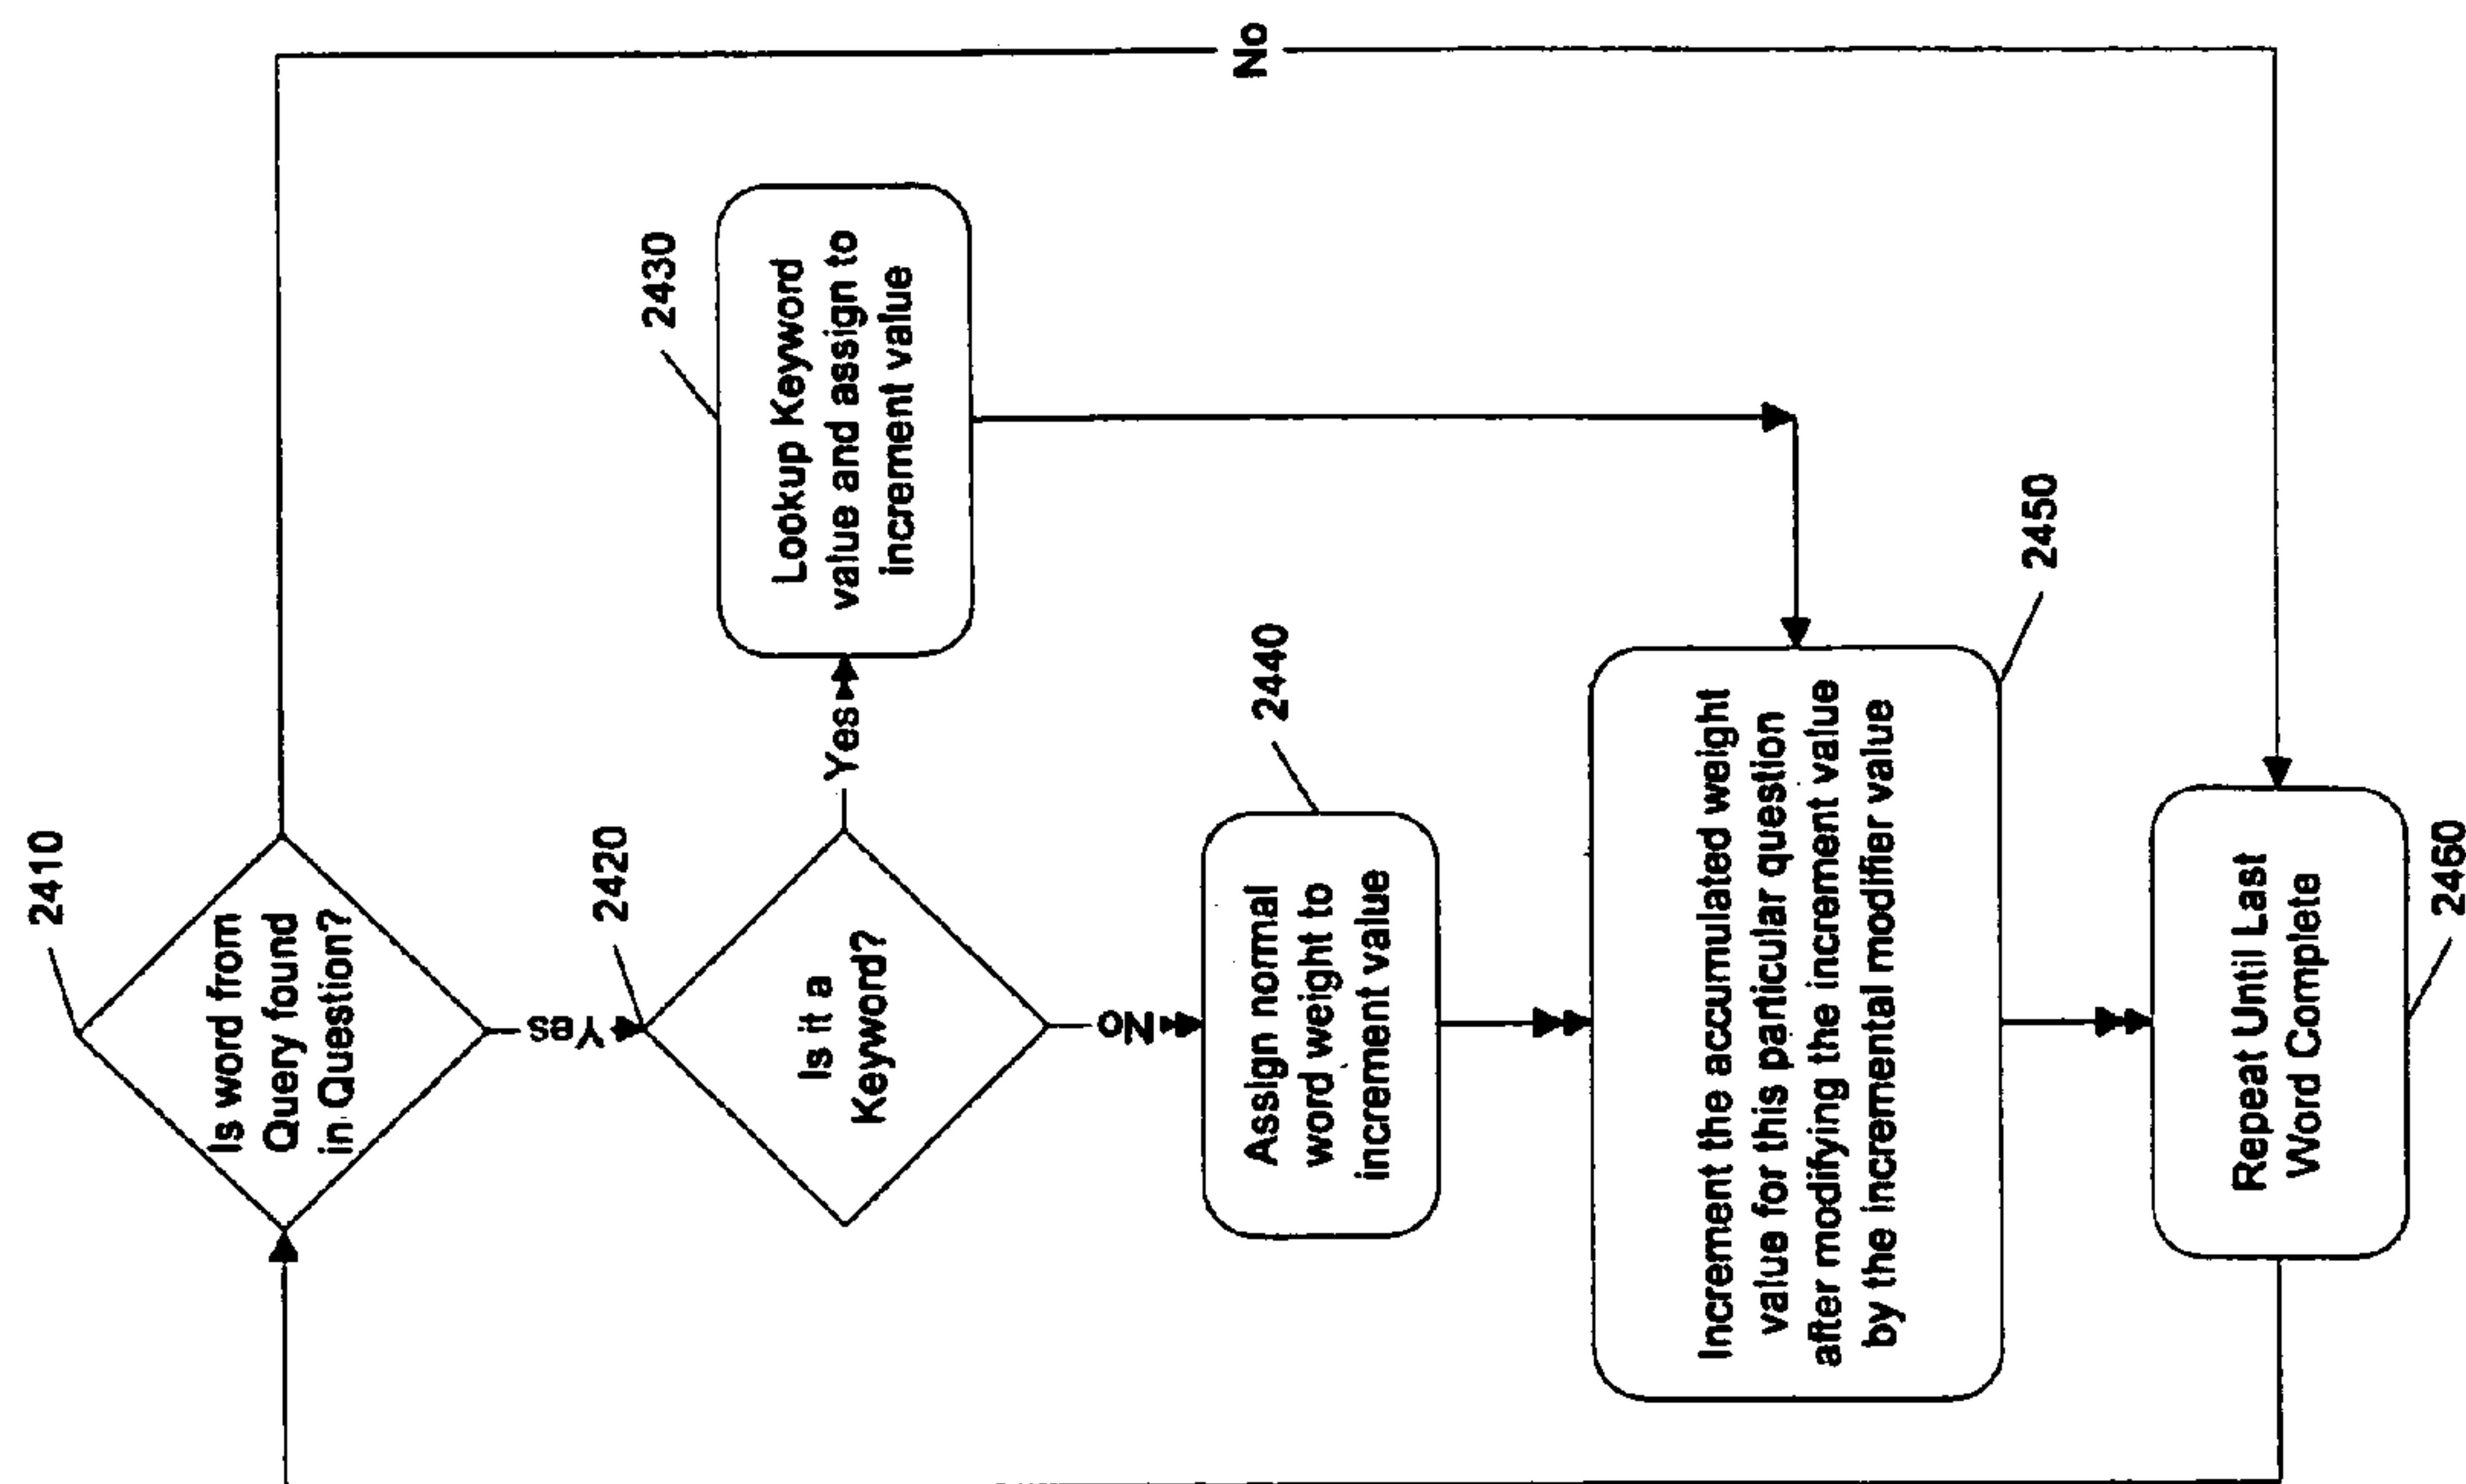 2410
Is word from
Query found
in Question?
No
Yes
2420
Is it a
Keyword?
Yes
2430
Lookup Keyword
value and assign to
increment value
No
2440
Assign normal
word weight to
increment value
2450
Increment the accumulated weight
value for this particular question
after modifying the increment value
by the incremental modifier value
Repeat Until Last
Word Complete
2460